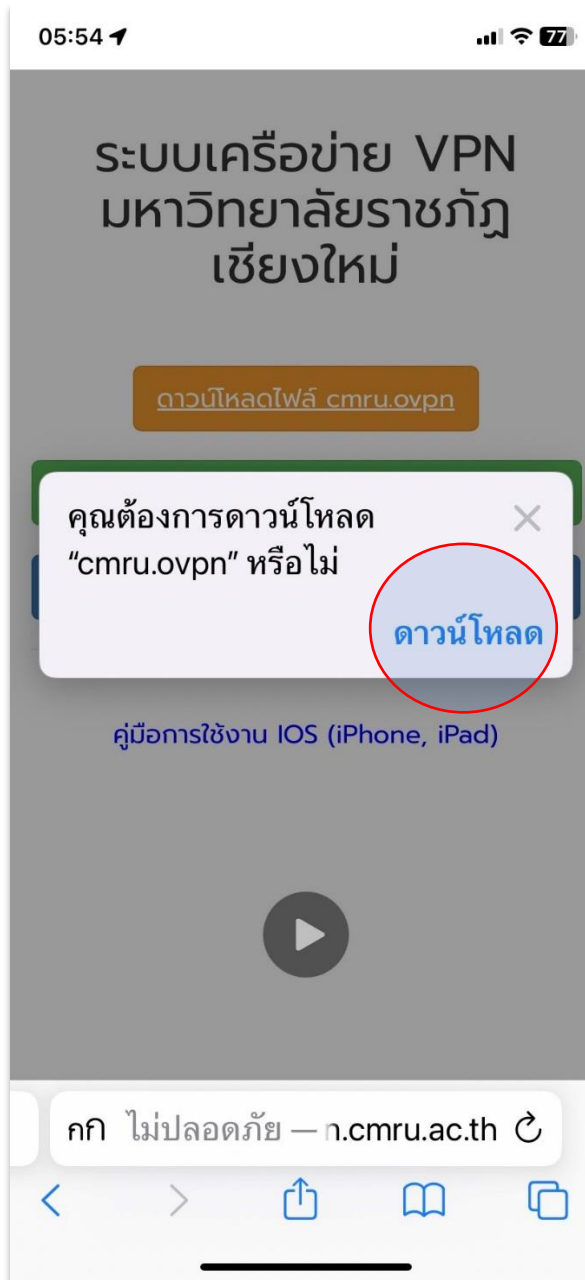 05:54
77
ระบบเครือข่าย VPN
มหาวิทยาลัยราชภัฏ
เชียงใหม่
ดาวน์โหลดไฟล์ cmru.ovpn
คุณต้องการดาวน์โหลด
“cmru.ovpn” หรือไม่
ดาวน์โหลด
คู่มือการใช้งาน IOS (iPhone, iPad)
กก ไม่ปลอดภัย — n.cmru.ac.th